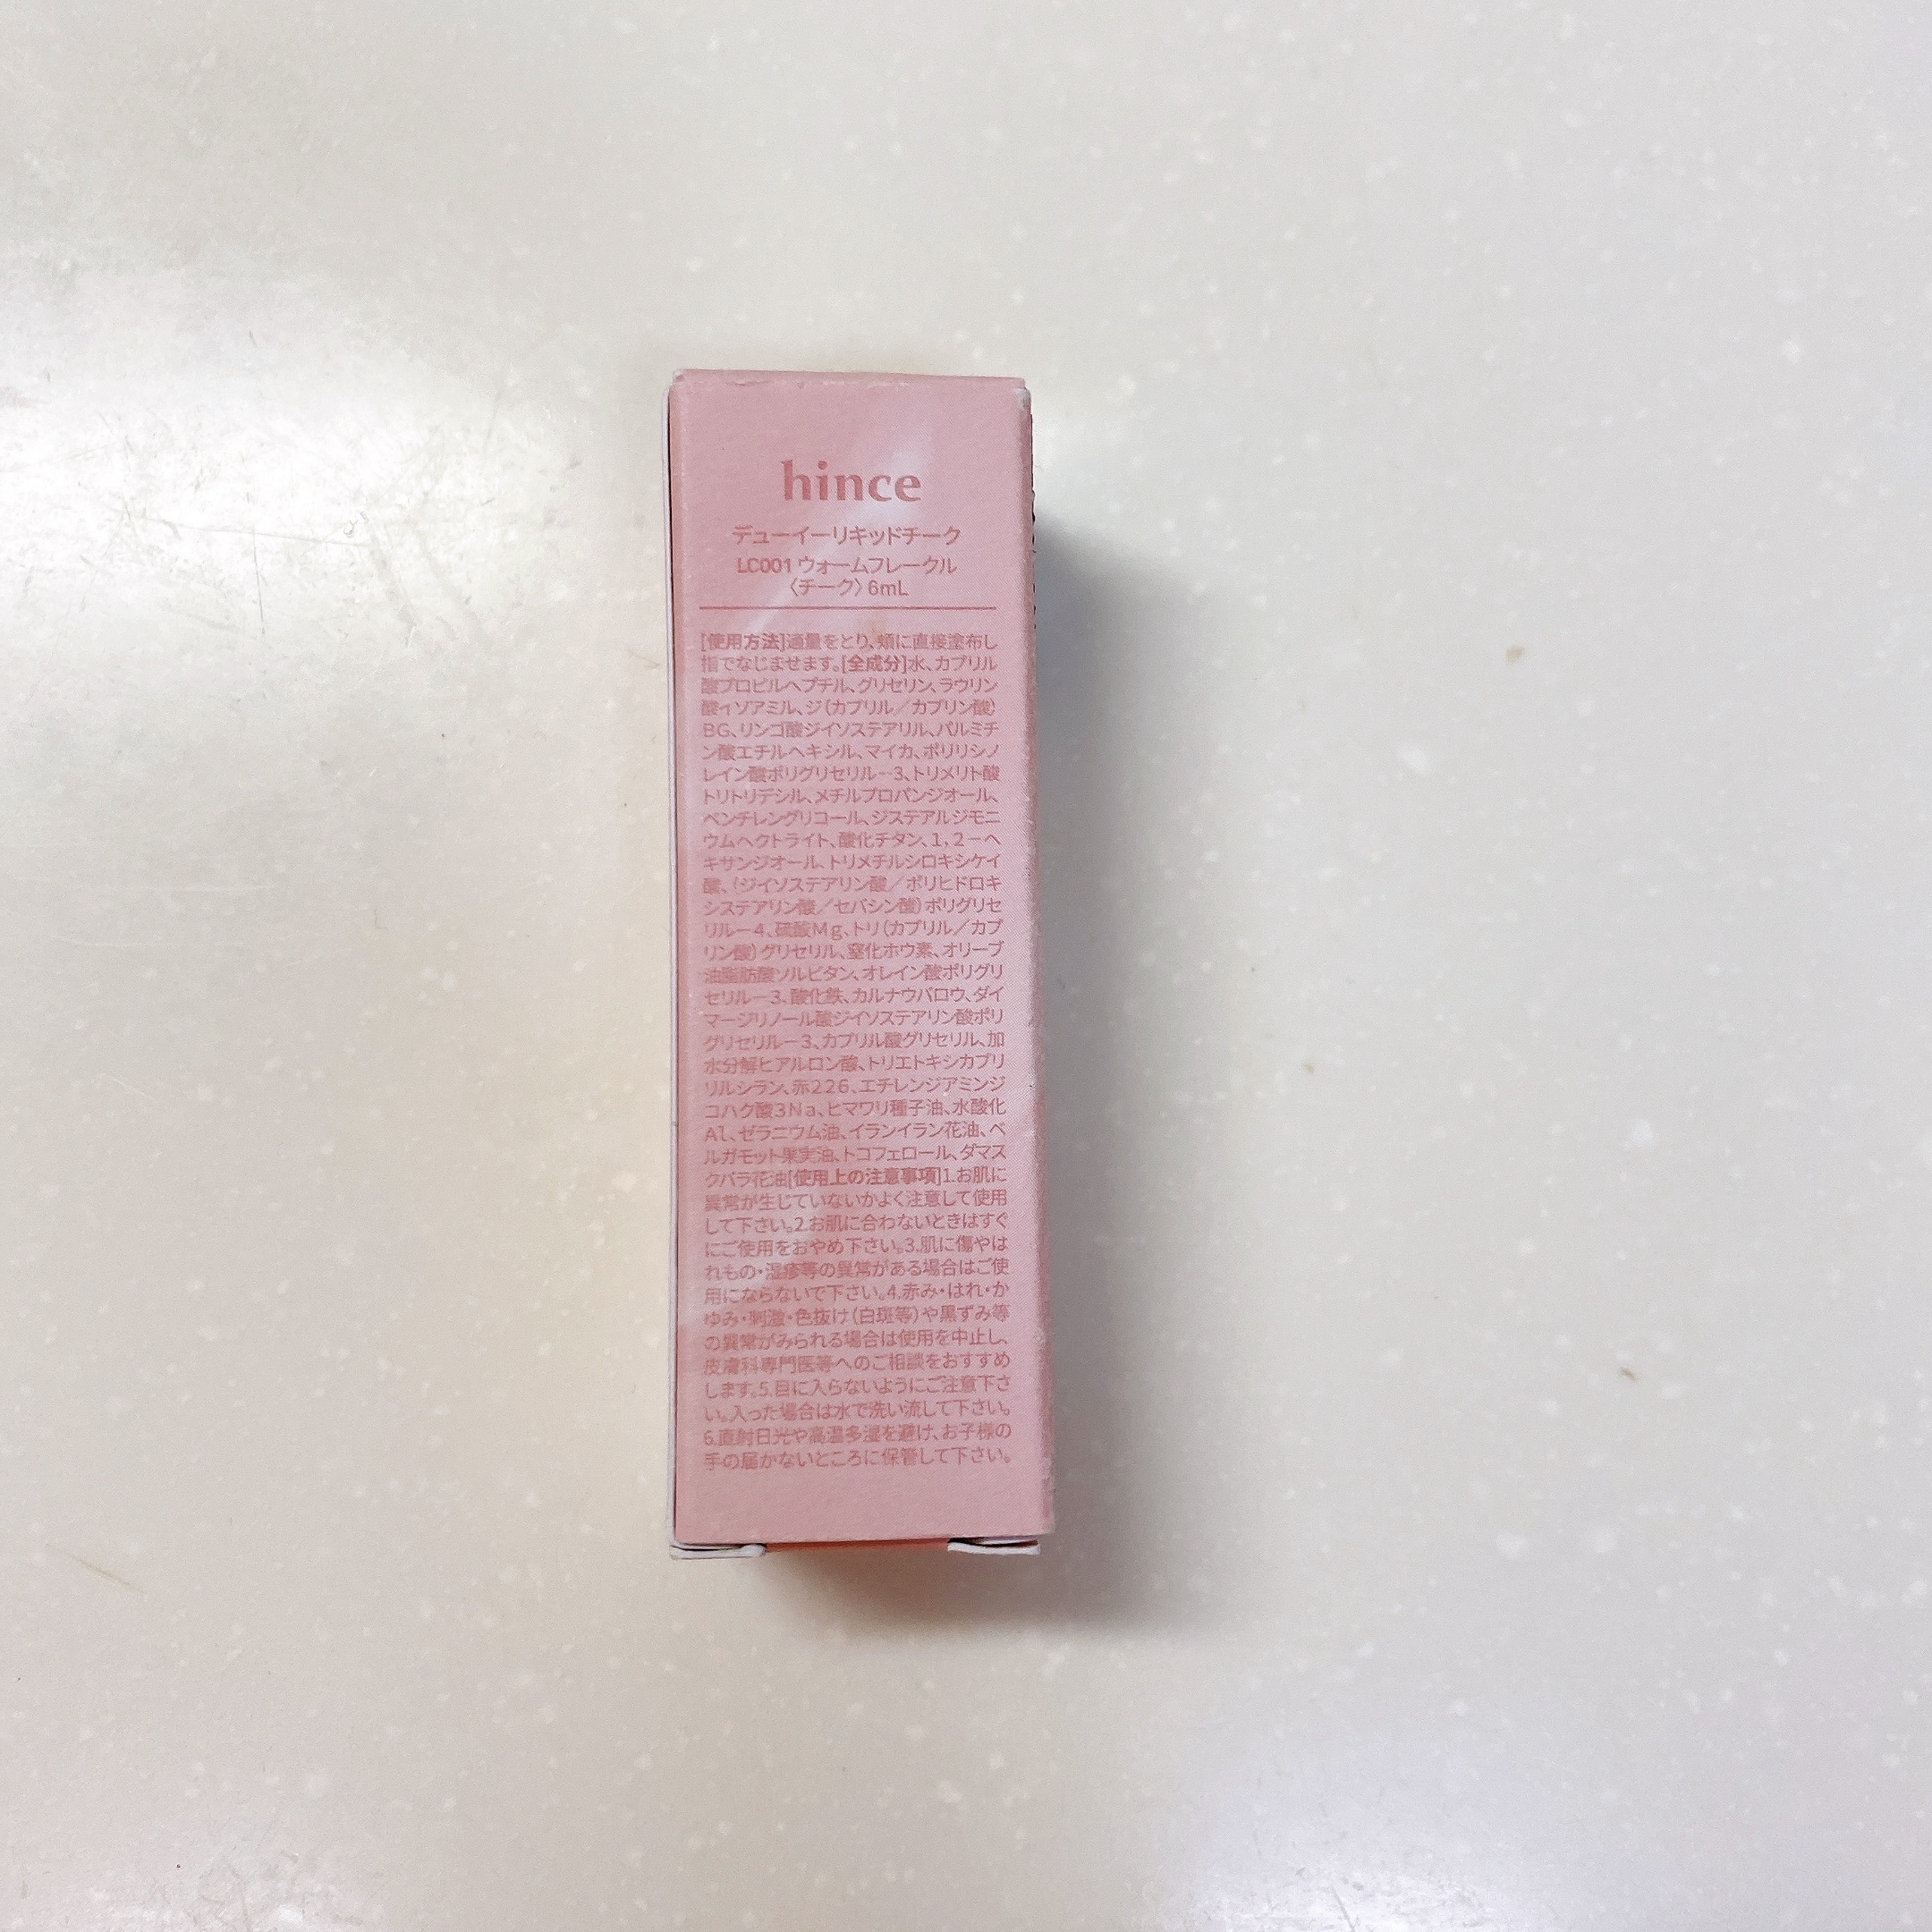 hince
デューイーリキッドチーク
LC001 ウォームフレークル
〈チーク〉6mL
[使用方法]適量をとり、頬に直接塗布し
指でなじませます。[全成分]水、カプリル
酸プロピルヘプチル、グリセリン、ラウリン
酸イソアミル、ジ(カプリル／カプリン酸)
BG、リンゴ酸ジイソステアリル、パルミチ
ン酸エチルヘキシル、マイカ、ポリリシノ
レイン酸ポリグリセリル－3、トリメリト酸
トリトリデシル、メチルプロパンジオール、
ペンチレングリコール、ジステアルジモニ
ウムヘクトライト、酸化チタン、1，2－ヘ
キサンジオール、トリメチルシロキシケイ
酸、(ジイソステアリン酸／ポリヒドロキ
システアリン酸／セバシン酸)ポリグリセ
リル－4、硫酸Mg、トリ(カプリル／カプ
リン酸)グリセリル、窒化ホウ素、オリーブ
油脂肪酸ソルビタン、オレイン酸ポリグリ
セリル－3、酸化鉄、カルナウバロウ、ダイ
マージリノール酸ジイソステアリン酸ポリ
グリセリル－3、カプリル酸グリセリル、加
水分解ヒアルロン酸、トリエトキシカプリ
リルシラン、赤226、エチレンジアミンジ
コハク酸3Na、ヒマワリ種子油、水酸化
Al、ゼラニウム油、イランイラン花油、ベ
ルガモット果実油、トコフェロール、ダマス
クバラ花油[使用上の注意事項]1.お肌に
異常が生じていないかよく注意して使用
して下さい。2.お肌に合わないときはすぐ
にご使用をおやめ下さい。3.肌に傷やは
れもの・湿疹等の異常がある場合はご使
用にならないで下さい。4.赤み・はれ・か
ゆみ・刺激・色抜け(白斑等)や黒ずみ等
の異常がみられる場合は使用を中止し、
皮膚科専門医等へのご相談をおすすめ
します。5.目に入らないようにご注意下さ
い。入った場合は水で洗い流して下さい。
6.直射日光や高温多湿を避け、お子様の
手の届かないところに保管して下さい。